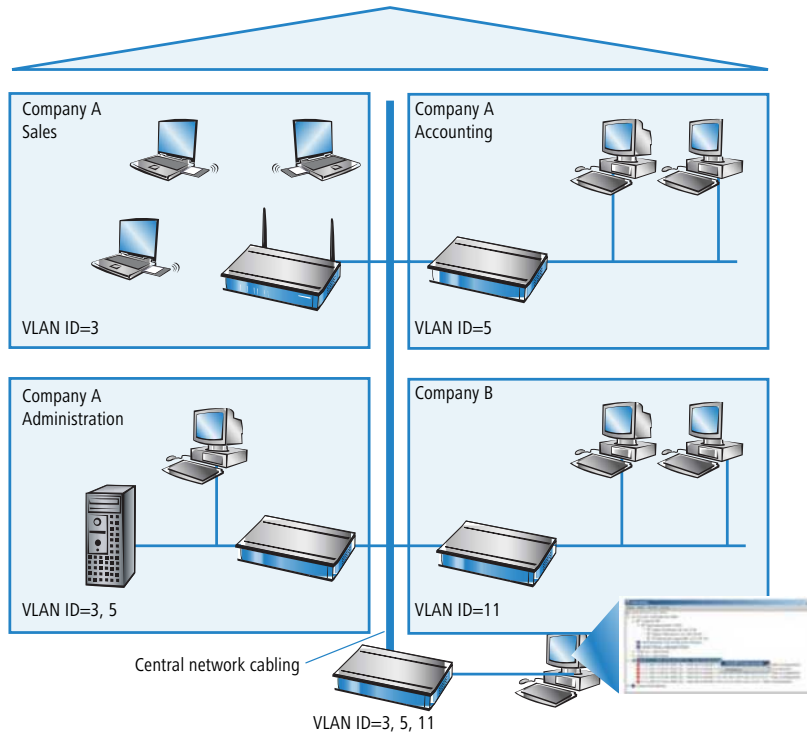 Company A
Sales
VLAN ID=3
Company A
Accounting
VLAN ID=5
Company A
Administration
VLAN ID=3, 5
Company B
VLAN ID=11
Central network cabling
VLAN ID=3, 5, 11